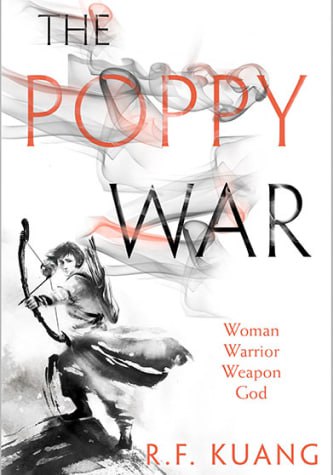 THE
POPPY
WAR
Woman
Warrior
Weapon
God
R.F. KUANG